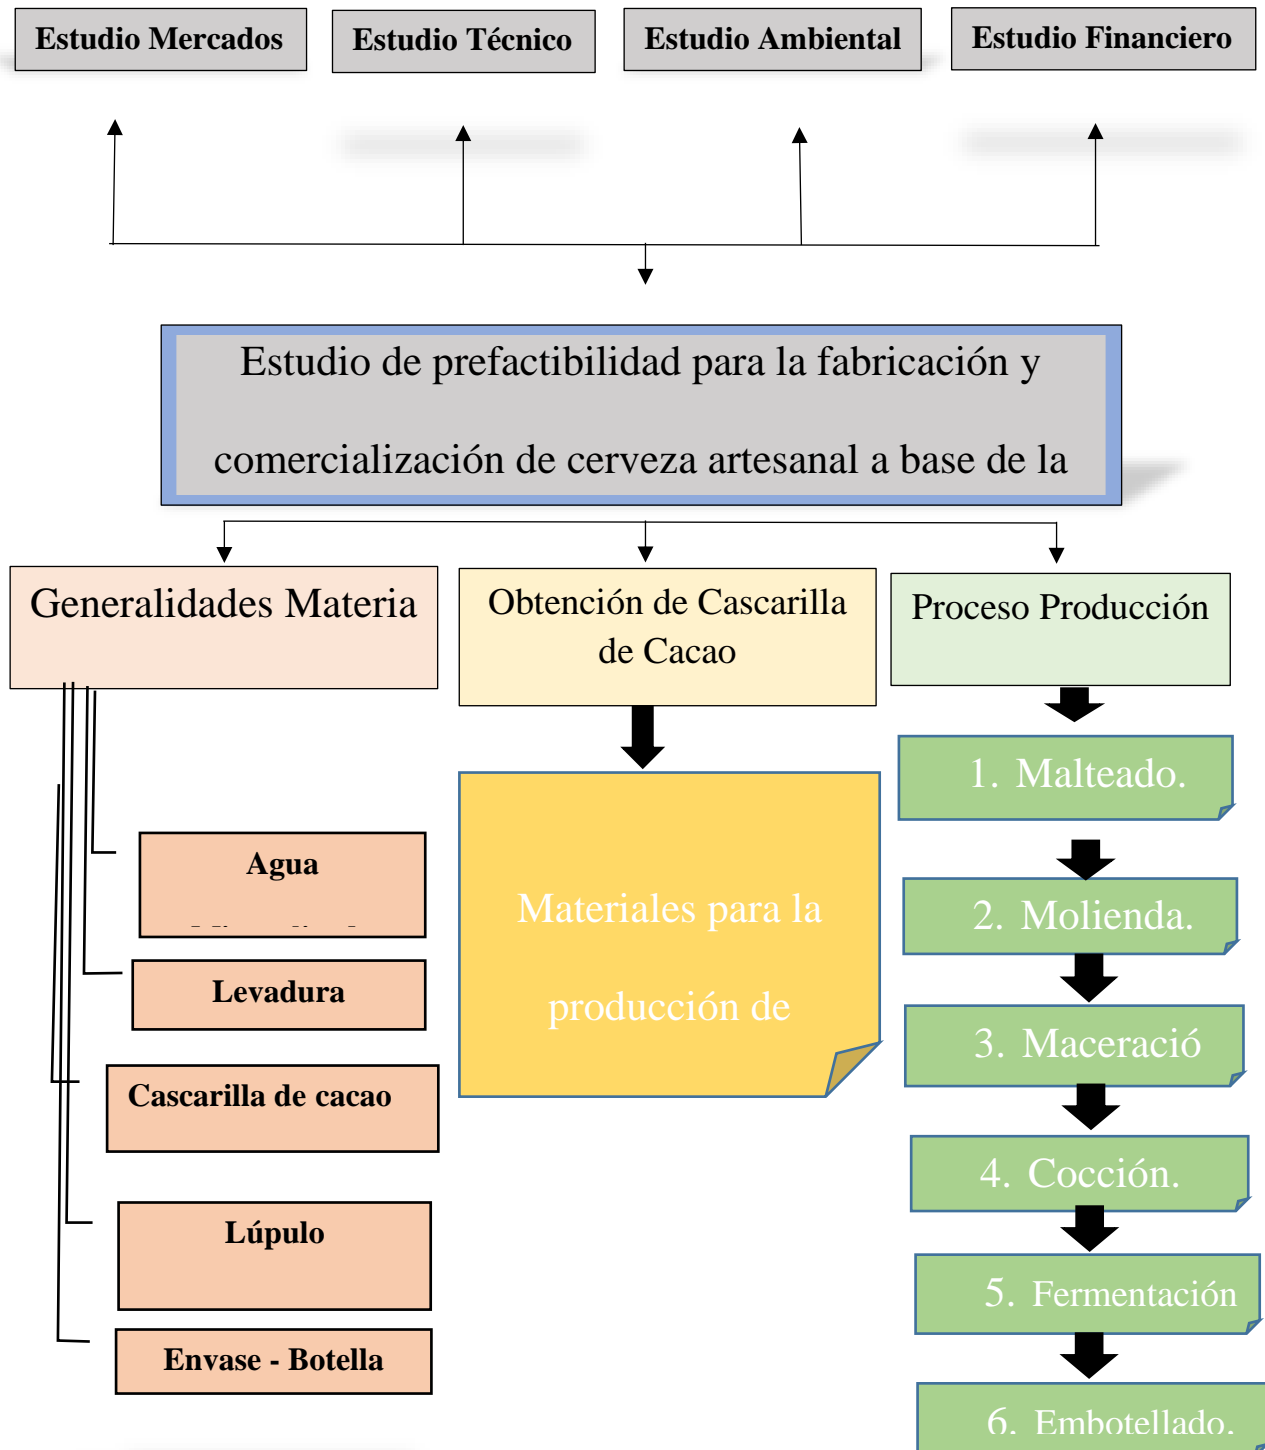 Estudio Mercados
Estudio Técnico
Estudio Ambiental
Estudio Financiero
Estudio de prefactibilidad para la fabricación y
comercialización de cerveza artesanal a base de la
Generalidades Materia
Obtención de Cascarilla
de Cacao
Proceso Producción
Agua
Levadura
Cascarilla de cacao
Lúpulo
Envase - Botella
Materiales para la
producción de
1. Malteado.
2. Molienda.
3. Maceració
4. Cocción.
5. Fermentación
6. Embotellado.